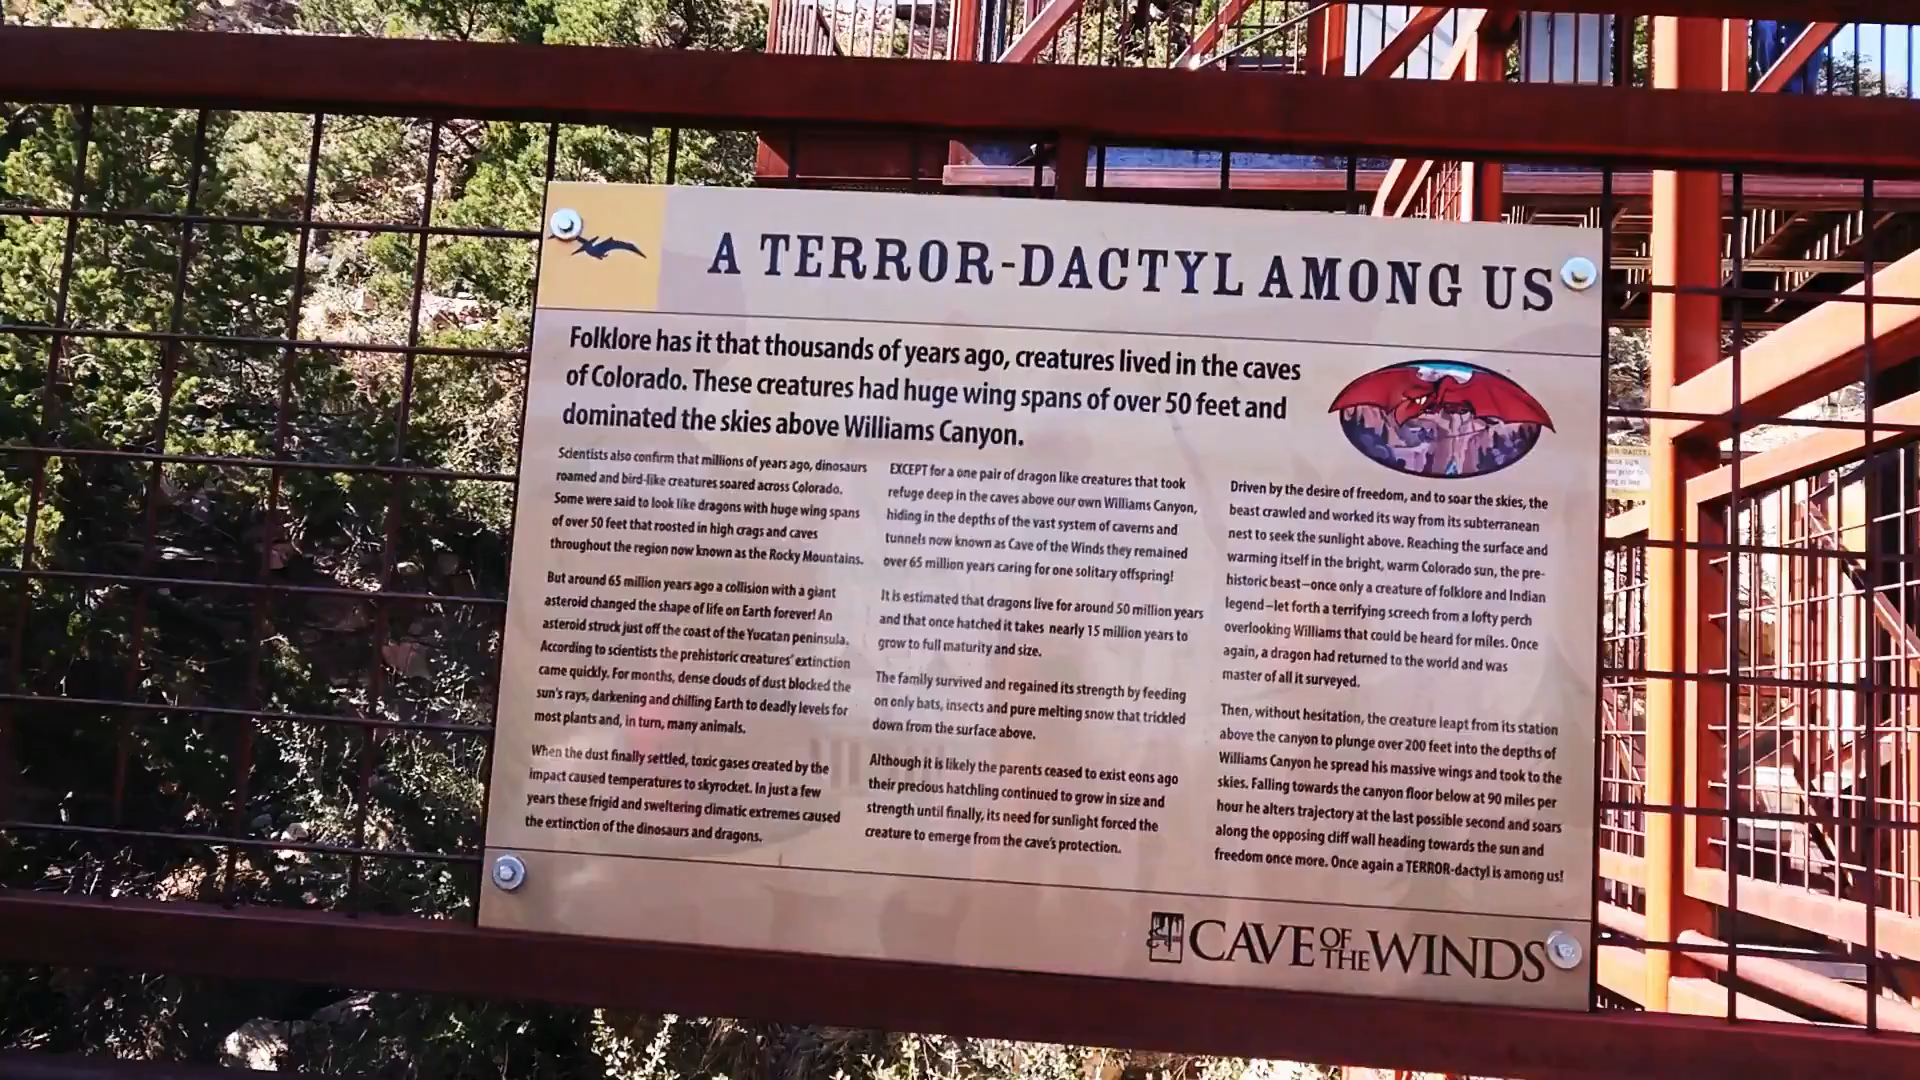 A TERROR-DACTYL AMONG US
Folklore has it that thousands of years ago, creatures lived in the caves
of Colorado. These creatures had huge wing spans of over 50 feet and
dominated the skies above Williams Canyon.
Scientists also confirm that millions of years ago, dinosaurs
roamed and bird-like creatures soared across Colorado.
Some were said to look like dragons with huge wing spans
of over 50 feet that roosted in high crags and caves
throughout the region now known as the Rocky Mountains.
But around 65 million years ago a collision with a giant
asteroid changed the shape of life on Earth forever! An
asteroid struck just off the coast of the Yucatan peninsula.
According to scientists the prehistoric creatures' extinction
came quickly. For months, dense clouds of dust blocked the
sun's rays, darkening and chilling Earth to deadly levels for
most plants and, in turn, many animals.
When the dust finally settled, toxic gases created by the
impact caused temperatures to skyrocket. In just a few
years these frigid and sweltering climatic extremes caused
the extinction of the dinosaurs and dragons.
EXCEPT for a one pair of dragon like creatures that took
refuge deep in the caves above our own Williams Canyon,
hiding in the depths of the vast system of caverns and
tunnels now known as Cave of the Winds they remained
over 65 million years caring for one solitary offspring!
It is estimated that dragons live for around 50 million years
and that once hatched it takes nearly 15 million years to
grow to full maturity and size.
The family survived and regained its strength by feeding
on only bats, insects and pure melting snow that trickled
down from the surface above.
Although it is likely the parents ceased to exist eons ago
their precious hatchling continued to grow in size and
strength until finally, its need for sunlight forced the
creature to emerge from the cave's protection.
Driven by the desire of freedom, and to soar the skies, the
beast crawled and worked its way from its subterranean
nest to seek the sunlight above. Reaching the surface and
warming itself in the bright, warm Colorado sun, the pre-
historic beast—once only a creature of folklore and Indian
legend—let forth a terrifying screech from a lofty perch
overlooking Williams that could be heard for miles. Once
again, a dragon had returned to the world and was
master of all it surveyed.
Then, without hesitation, the creature leapt from its station
above the canyon to plunge over 200 feet into the depths of
Williams Canyon he spread his massive wings and took to the
skies. Falling towards the canyon floor below at 90 miles per
hour he alters trajectory at the last possible second and soars
along the opposing cliff wall heading towards the sun and
freedom once more. Once again a TERROR-dactyl is among us!
CAVE OF THE WINDS